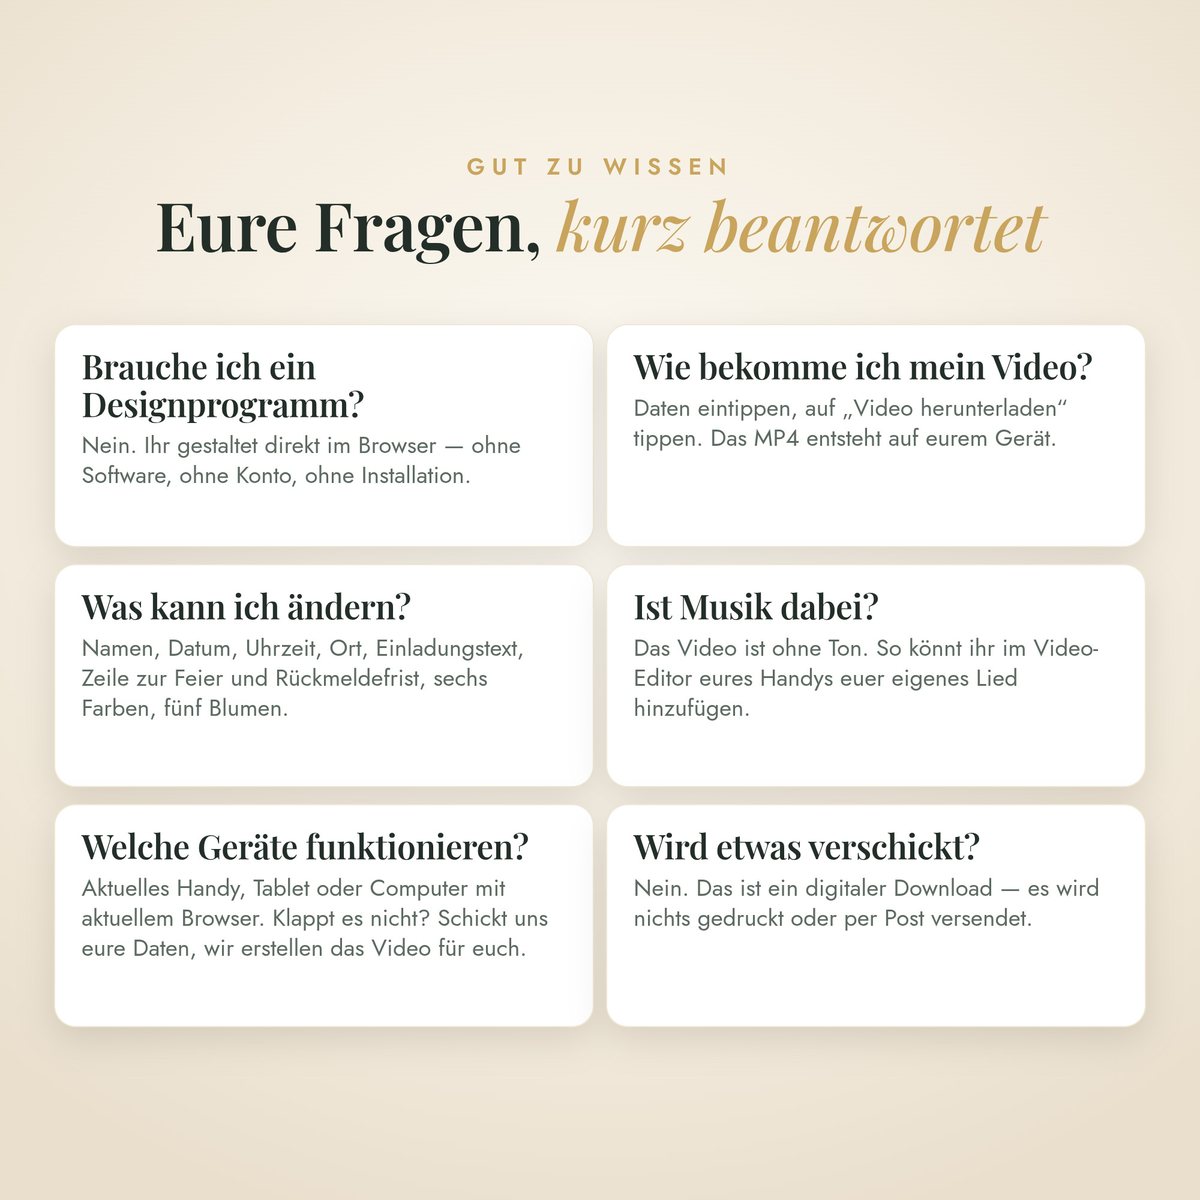 GUT ZU WISSEN
Eure Fragen, kurz beantwortet
Brauche ich ein
Designprogramm?
Nein. Ihr gestaltet direkt im Browser — ohne
Software, ohne Konto, ohne Installation.
Wie bekomme ich mein Video?
Daten eintippen, auf „Video herunterladen“
tippen. Das MP4 entsteht auf eurem Gerät.
Was kann ich ändern?
Namen, Datum, Uhrzeit, Ort, Einladungstext,
Zeile zur Feier und Rückmeldefrist, sechs
Farben, fünf Blumen.
Ist Musik dabei?
Das Video ist ohne Ton. So könnt ihr im Video-
Editor eures Handys euer eigenes Lied
hinzufügen.
Welche Geräte funktionieren?
Aktuelles Handy, Tablet oder Computer mit
aktuellem Browser. Klappt es nicht? Schickt uns
eure Daten, wir erstellen das Video für euch.
Wird etwas verschickt?
Nein. Das ist ein digitaler Download — es wird
nichts gedruckt oder per Post versendet.